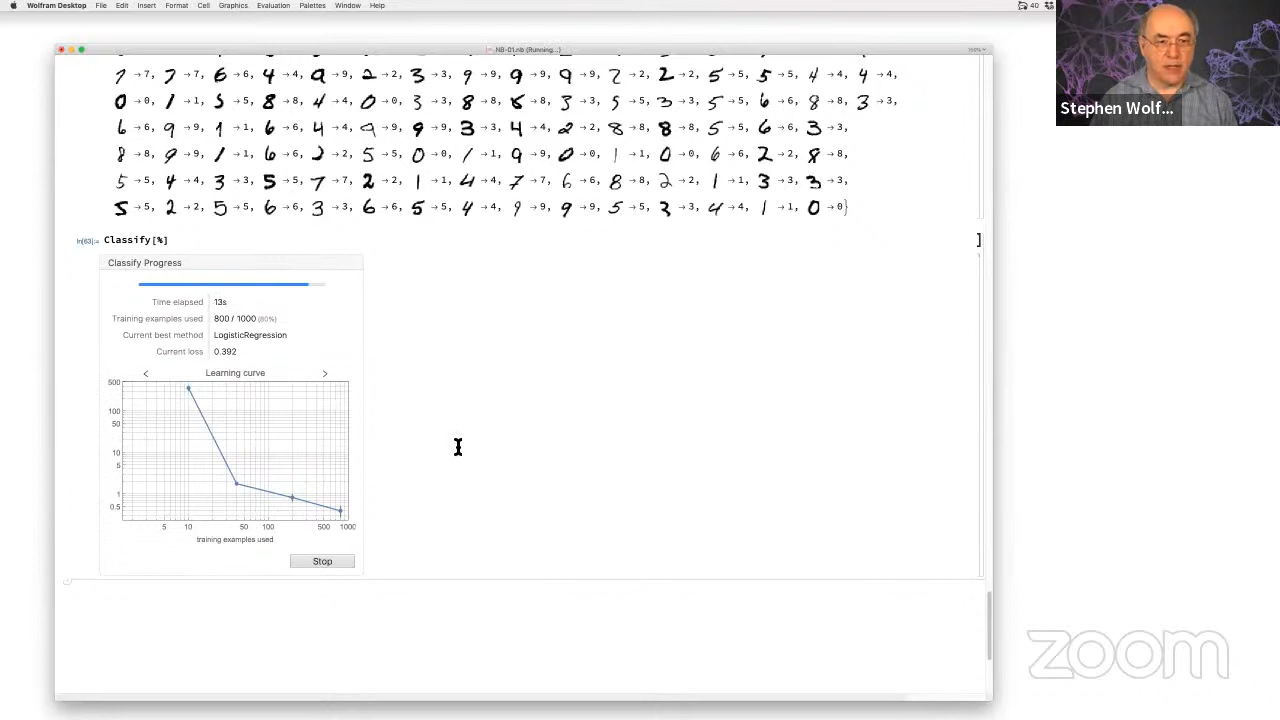 Wolfram Desktop File Edit Insert Format Cell Graphics Evaluation Palettes Window Help 40
NB-01.nb (Running...) 150%
7 → 7, 7 → 7, 6 → 6, 4 → 4, 9 → 9, 2 → 2, 3 → 3, 9 → 9, 9 → 9, 9 → 9, 2 → 2, 2 → 2, 5 → 5, 5 → 5, 4 → 4, 4 → 4,
0 → 0, 1 → 1, 5 → 5, 8 → 8, 4 → 4, 0 → 0, 3 → 3, 8 → 8, 8 → 8, 3 → 3, 5 → 5, 3 → 3, 5 → 5, 6 → 6, 8 → 8, 3 → 3,
6 → 6, 9 → 9, 1 → 1, 6 → 6, 4 → 4, 9 → 9, 9 → 9, 3 → 3, 4 → 4, 2 → 2, 8 → 8, 8 → 8, 5 → 5, 6 → 6, 3 → 3,
8 → 8, 9 → 9, 1 → 1, 6 → 6, 2 → 2, 5 → 5, 0 → 0, 1 → 1, 9 → 9, 0 → 0, 1 → 1, 0 → 0, 6 → 6, 2 → 2, 8 → 8,
5 → 5, 4 → 4, 3 → 3, 5 → 5, 7 → 7, 2 → 2, 1 → 1, 4 → 4, 7 → 7, 6 → 6, 8 → 8, 2 → 2, 1 → 1, 3 → 3, 3 → 3,
5 → 5, 2 → 2, 5 → 5, 6 → 6, 3 → 3, 6 → 6, 5 → 5, 4 → 4, 9 → 9, 9 → 9, 5 → 5, 3 → 3, 4 → 4, 1 → 1, 0 → 0}
In[63]:= Classify[%]
Classify Progress
Time elapsed 13s
Training examples used 800 / 1000 (80%)
Current best method LogisticRegression
Current loss 0.392
< Learning curve >
500
100
50
10
5
1
0.5
5 10 50 100 500 1000
training examples used
Stop
Stephen Wolf...
zoom